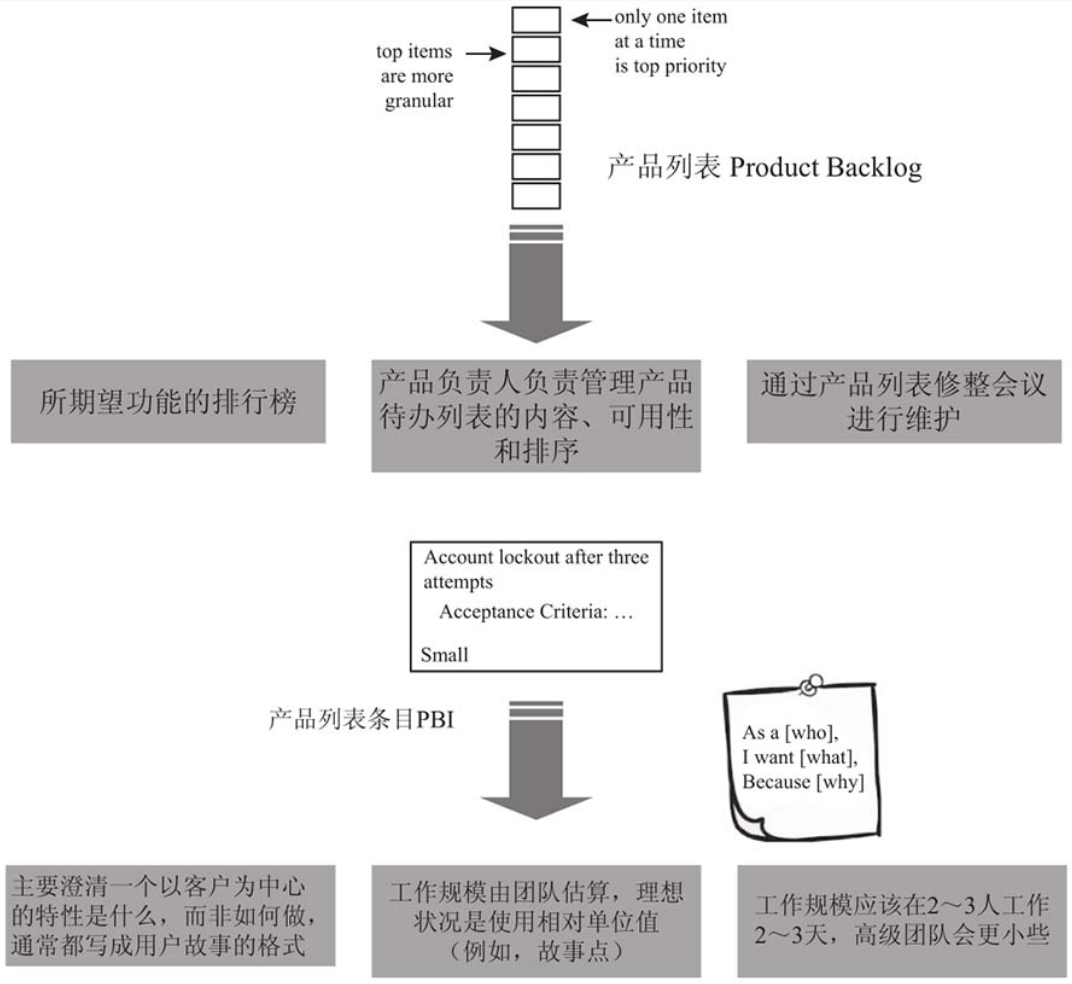 only one item
at a time
is top priority
top items
are more
granular
产品列表 Product Backlog
所期望功能的排行榜
产品负责人负责管理产品
待办列表的内容、可用性
和排序
通过产品列表修整会议
进行维护
Account lockout after three
attempts
Acceptance Criteria: …
Small
产品列表条目PBI
As a [who],
I want [what],
Because [why]
主要澄清一个以客户为中心
的特性是什么，而非如何做，
通常都写成用户故事的格式
工作规模由团队估算，理想
状况是使用相对单位值
（例如，故事点）
工作规模应该在2～3人工作
2～3天，高级团队会更小些